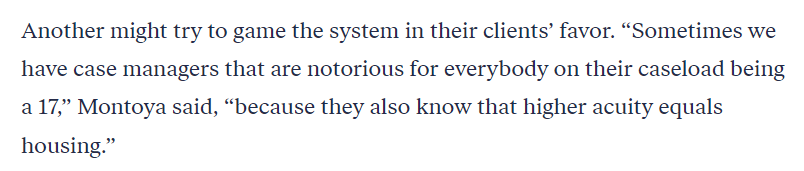 Another might try to game the system in their clients’ favor. “Sometimes we
have case managers that are notorious for everybody on their caseload being
a 17,” Montoya said, “because they also know that higher acuity equals
housing.”